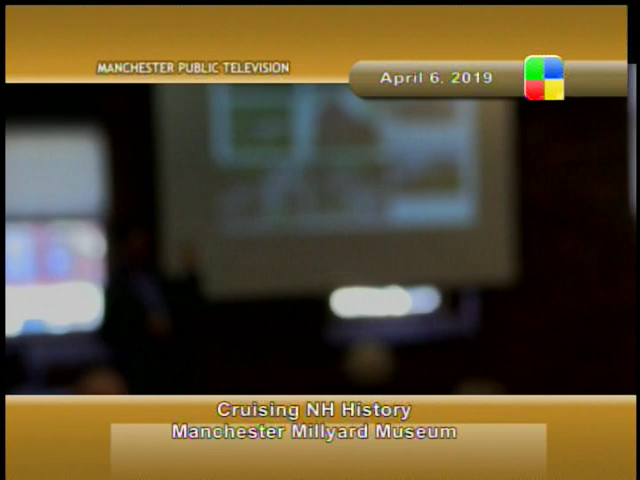 MANCHESTER PUBLIC TELEVISION
April 6, 2019
Cruising NH History
Manchester Millyard Museum